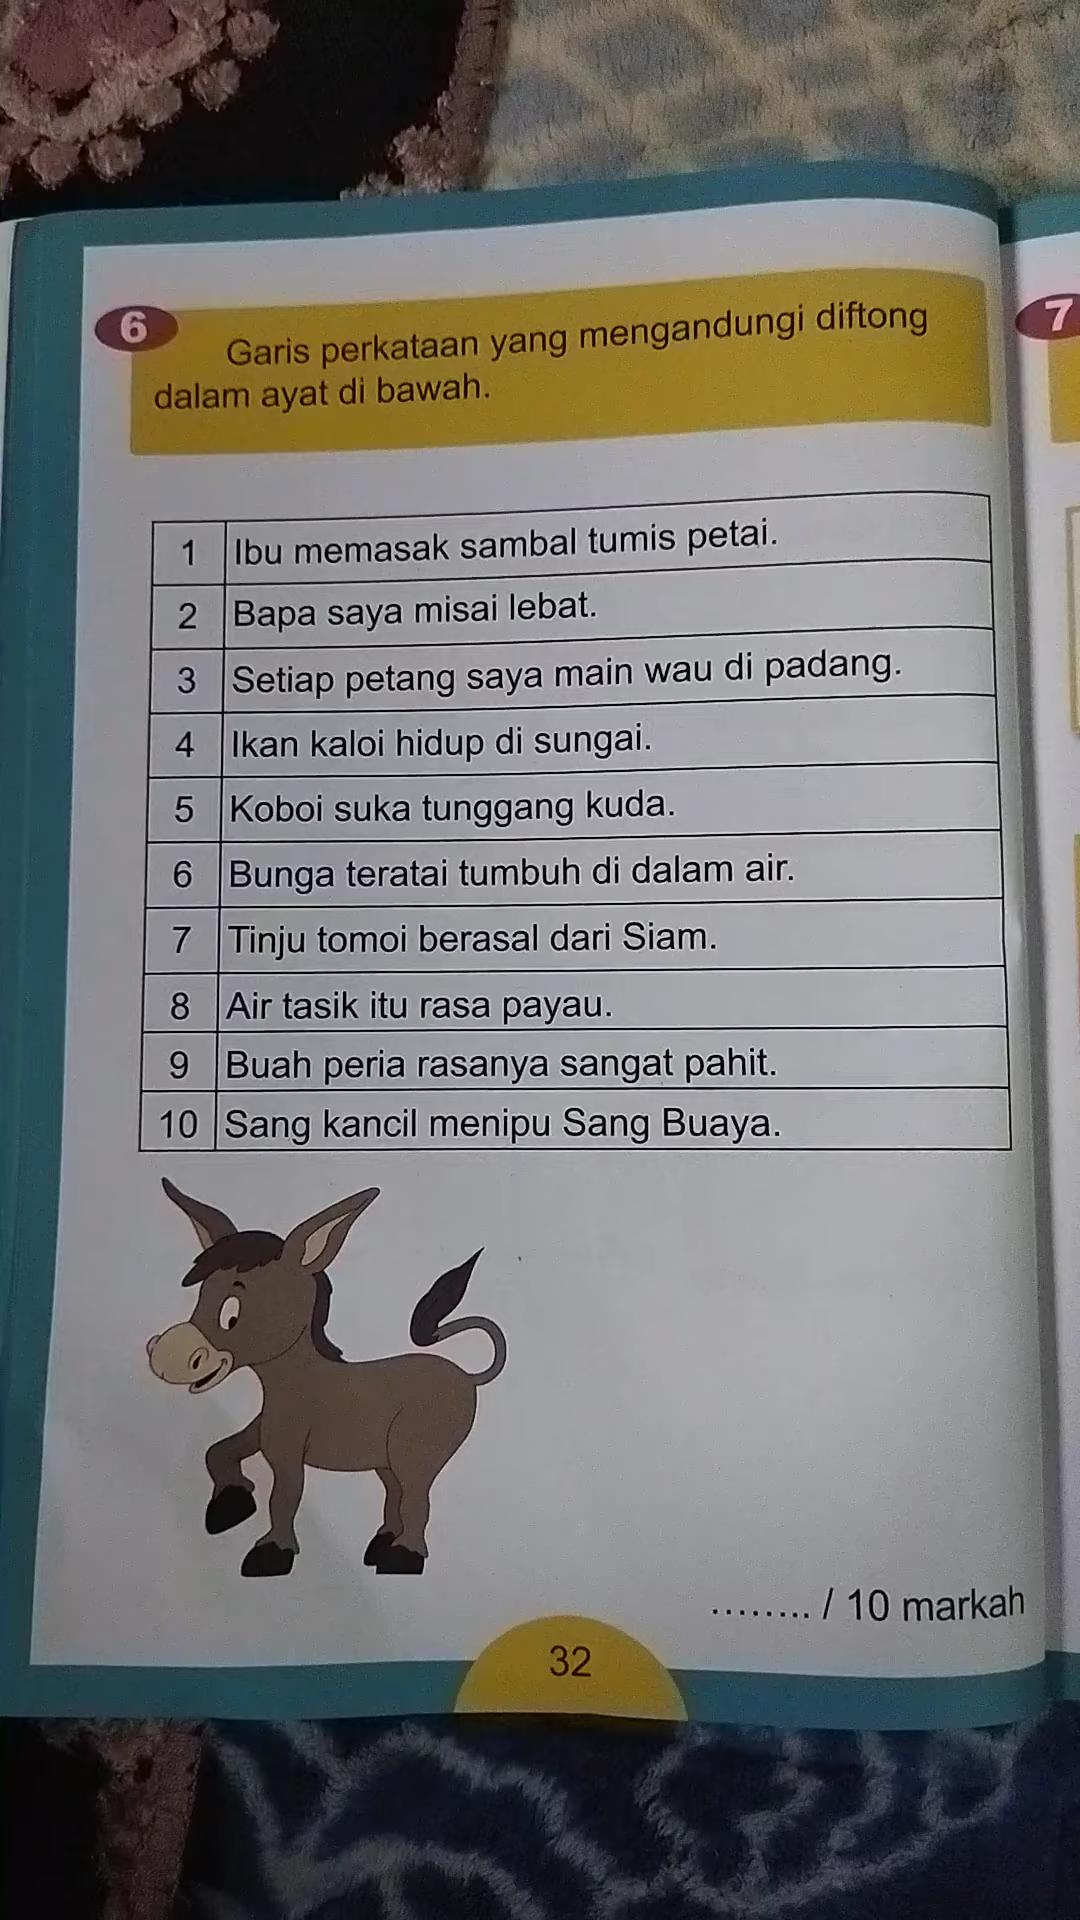 6
Garis perkataan yang mengandungi diftong
dalam ayat di bawah.
7
1 Ibu memasak sambal tumis petai.
2 Bapa saya misai lebat.
3 Setiap petang saya main wau di padang.
4 Ikan kaloi hidup di sungai.
5 Koboi suka tunggang kuda.
6 Bunga teratai tumbuh di dalam air.
7 Tinju tomoi berasal dari Siam.
8 Air tasik itu rasa payau.
9 Buah peria rasanya sangat pahit.
10 Sang kancil menipu Sang Buaya.
........ / 10 markah
32